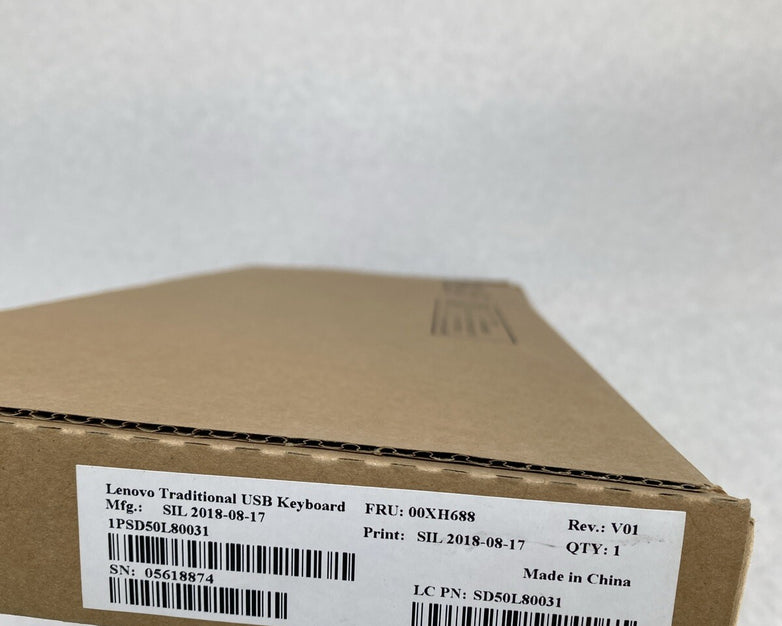 Lenovo Traditional USB Keyboard FRU: 00XH688 Rev.: V01
Mfg.: SIL 2018-08-17 Print: SIL 2018-08-17 QTY: 1
1PSD50L80031
Made in China
SN: 05618874 LC PN: SD50L80031